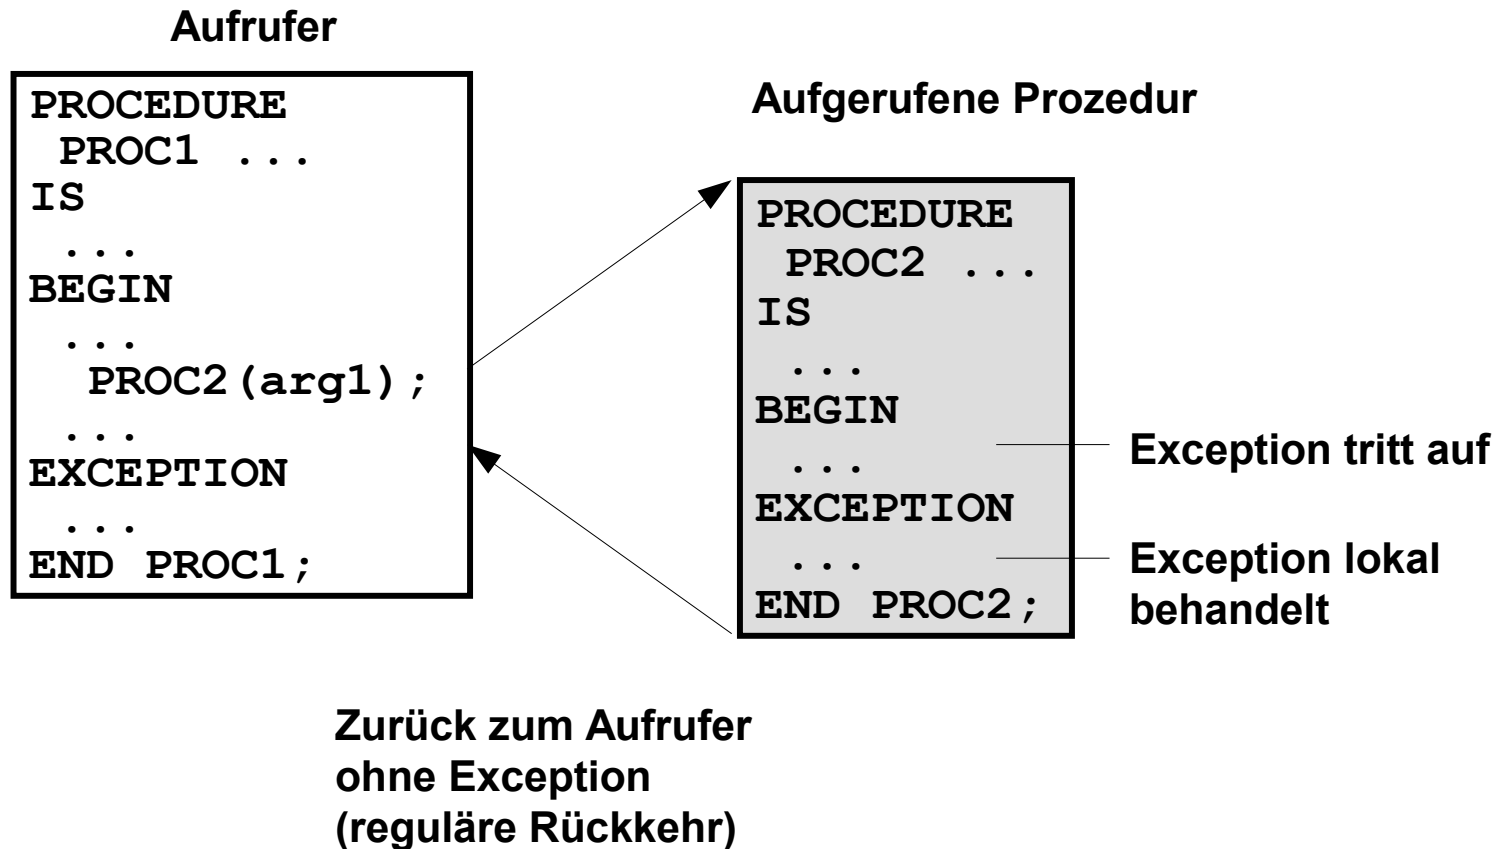 Aufrufer
PROCEDURE
PROC1 ...
IS
...
BEGIN
...
PROC2(arg1);
...
EXCEPTION
...
END PROC1;
Aufgerufene Prozedur
PROCEDURE
PROC2 ...
IS
...
BEGIN
...
EXCEPTION
...
END PROC2;
Exception tritt auf
Exception lokal
behandelt
Zurück zum Aufrufer
ohne Exception
(reguläre Rückkehr)